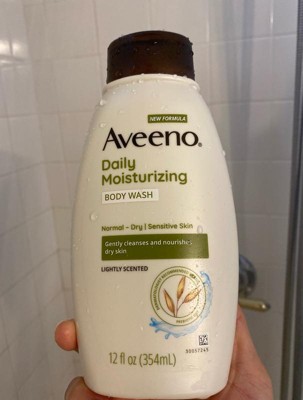 NEW FORMULA
Aveeno®
Daily
Moisturizing
BODY WASH
Normal - Dry | Sensitive Skin
Gently cleanses and nourishes
dry skin
LIGHTLY SCENTED
12 fl oz (354mL)